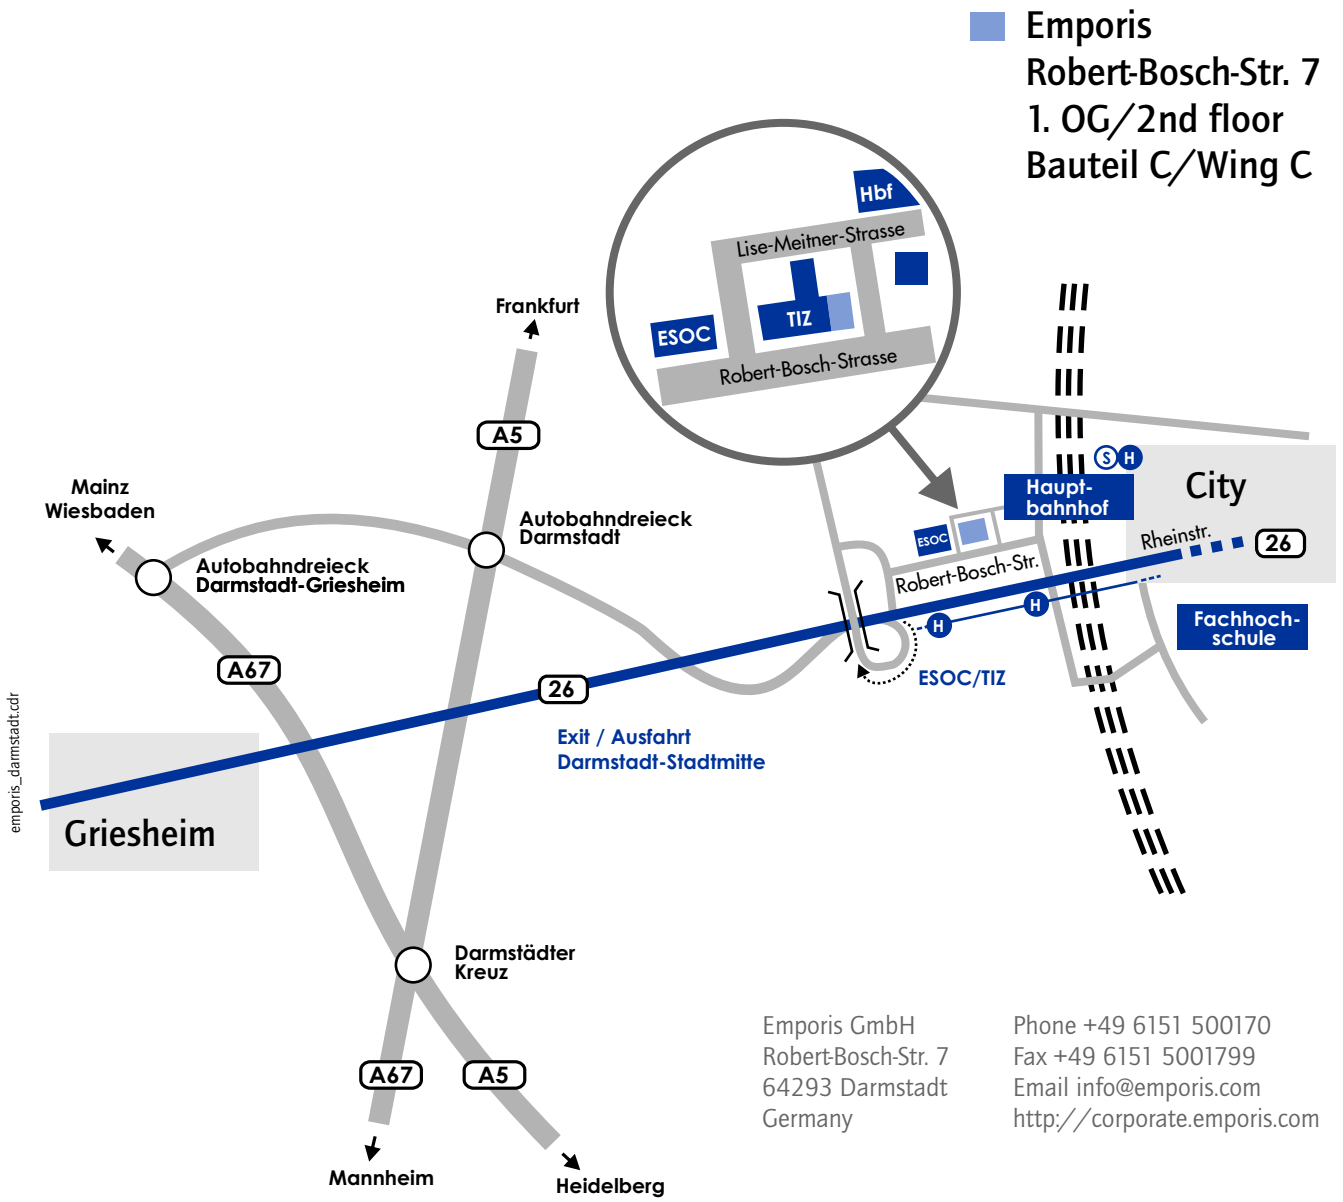 Emporis
Robert-Bosch-Str. 7
1. OG/2nd floor
Bauteil C/Wing C
Hbf
Lise-Meitner-Strasse
TIZ
ESOC
Robert-Bosch-Strasse
Frankfurt
A5
Mainz
Wiesbaden
Autobahndreieck
Darmstadt
Autobahndreieck
Darmstadt-Griesheim
A67
S H
Haupt-
bahnhof
City
Rheinstr.
26
ESOC
Robert-Bosch-Str.
H
H
Fachhoch-
schule
ESOC/TIZ
26
Exit / Ausfahrt
Darmstadt-Stadtmitte
Griesheim
emporis_darmstadt.cdr
Darmstädter
Kreuz
A67
A5
Mannheim
Heidelberg
Emporis GmbH
Robert-Bosch-Str. 7
64293 Darmstadt
Germany
Phone +49 6151 500170
Fax +49 6151 5001799
Email info@emporis.com
http://corporate.emporis.com